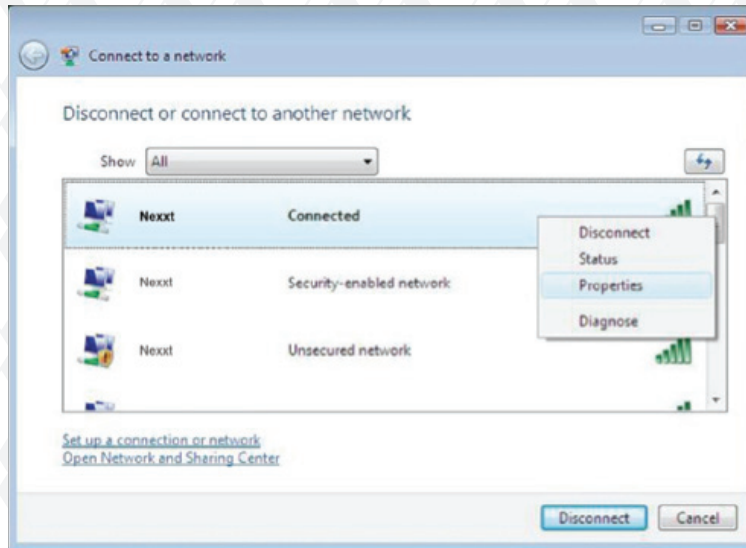 Connect to a network
Disconnect or connect to another network
Show All
Nexxt Connected
Disconnect
Status
Nexxt Security-enabled network
Properties
Diagnose
Nexxt Unsecured network
Set up a connection or network
Open Network and Sharing Center
Disconnect Cancel